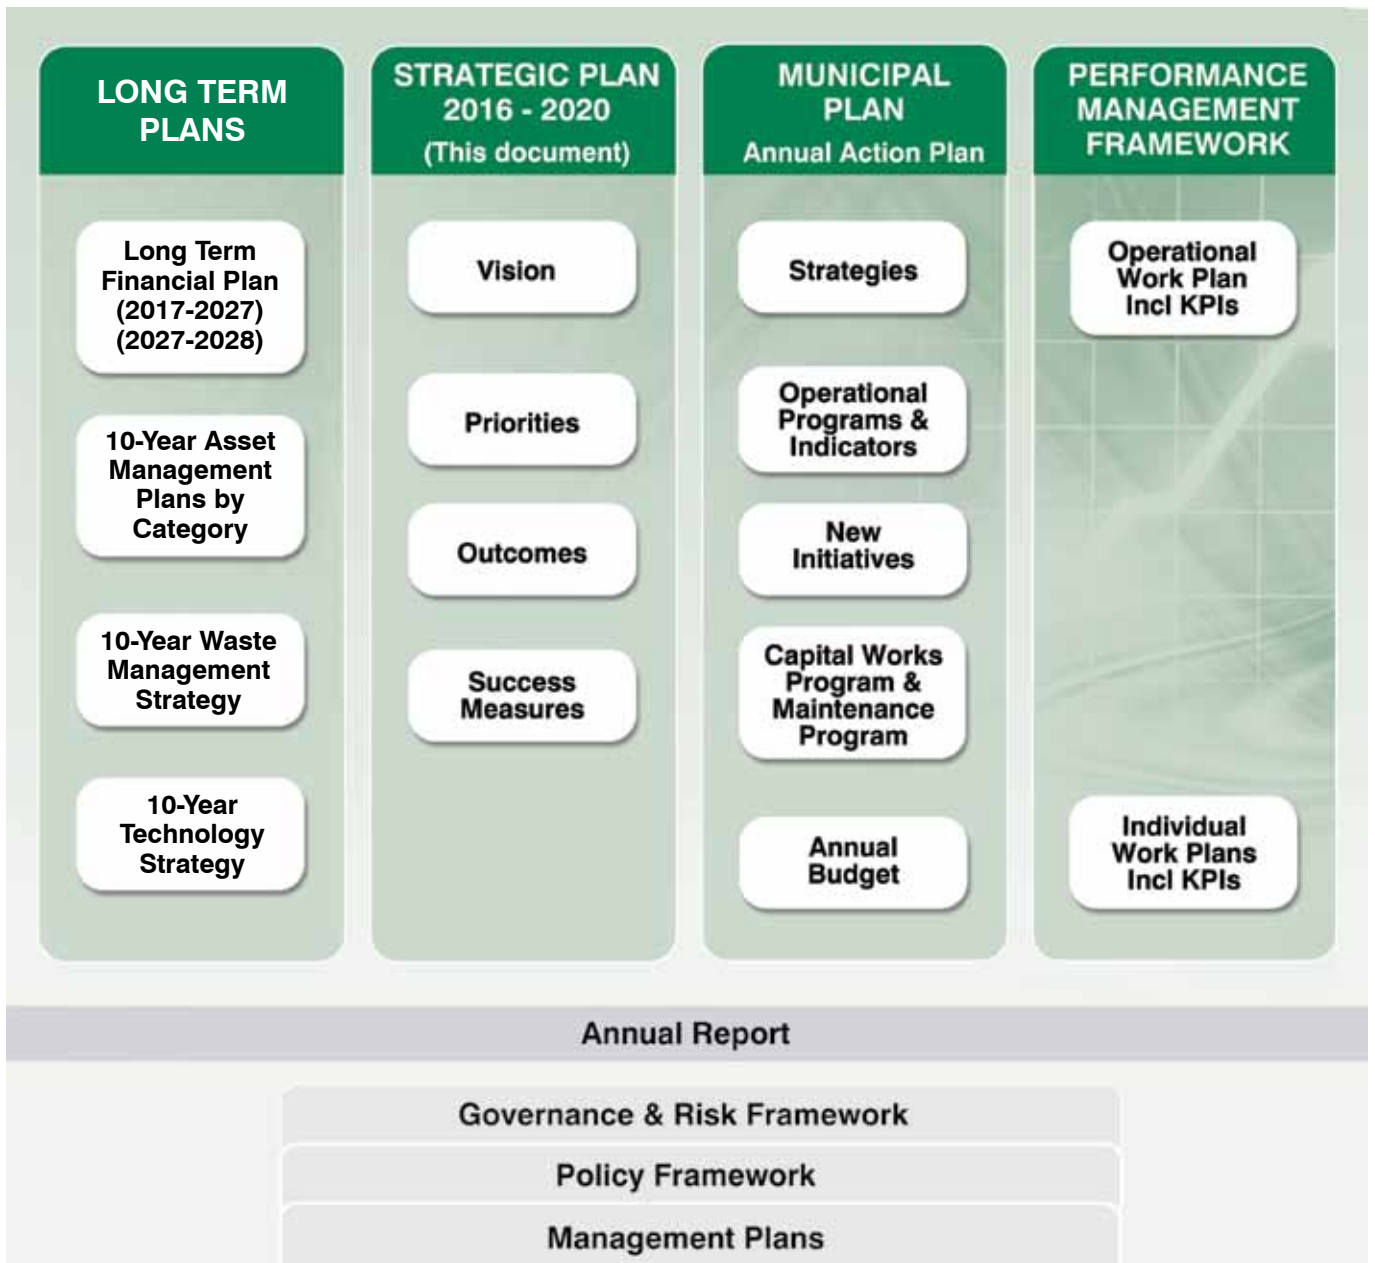 LONG TERM
PLANS
Long Term
Financial Plan
(2017-2027)
(2027-2028)
10-Year Asset
Management
Plans by
Category
10-Year Waste
Management
Strategy
10-Year
Technology
Strategy
STRATEGIC PLAN
2016 - 2020
(This document)
Vision
Priorities
Outcomes
Success
Measures
MUNICIPAL
PLAN
Annual Action Plan
Strategies
Operational
Programs &
Indicators
New
Initiatives
Capital Works
Program &
Maintenance
Program
Annual
Budget
PERFORMANCE
MANAGEMENT
FRAMEWORK
Operational
Work Plan
Incl KPIs
Individual
Work Plans
Incl KPIs
Annual Report
Governance & Risk Framework
Policy Framework
Management Plans